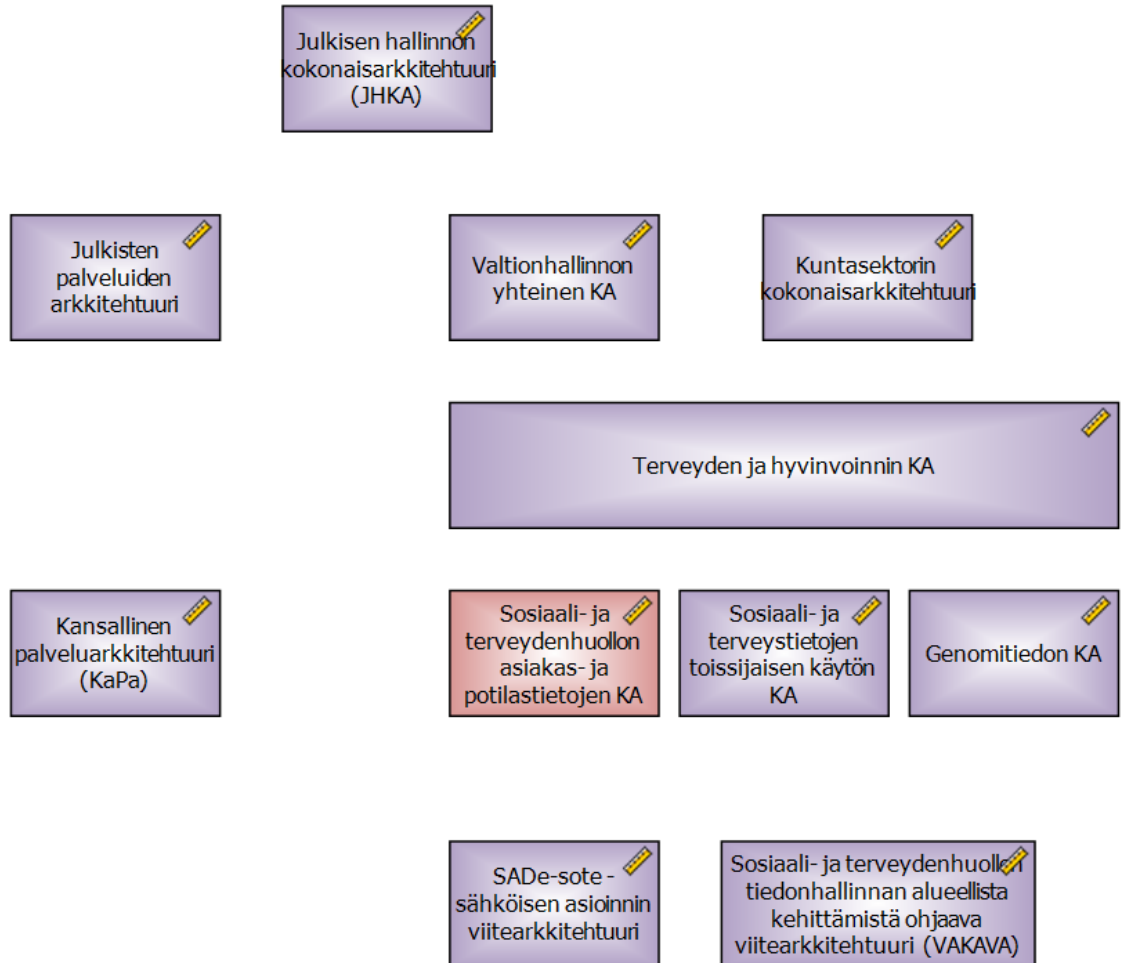 Julkisen hallinnon
kokonaisarkkitehtuuri
(JHKA)
Julkisten
palveluiden
arkkitehtuuri
Valtionhallinnon
yhteinen KA
Kuntasektorin
kokonaisarkkitehtuuri
Terveyden ja hyvinvoinnin KA
Kansallinen
palveluarkkitehtuuri
(KaPa)
Sosiaali- ja
terveydenhuollon
asiakas- ja
potilastietojen KA
Sosiaali- ja
terveystietojen
toissijaisen käytön
KA
Genomitiedon KA
SADe-sote -
sähköisen asioinnin
viitearkkitehtuuri
Sosiaali- ja terveydenhuollon
tiedonhallinnan alueellista
kehittämistä ohjaava
viitearkkitehtuuri (VAKAVA)